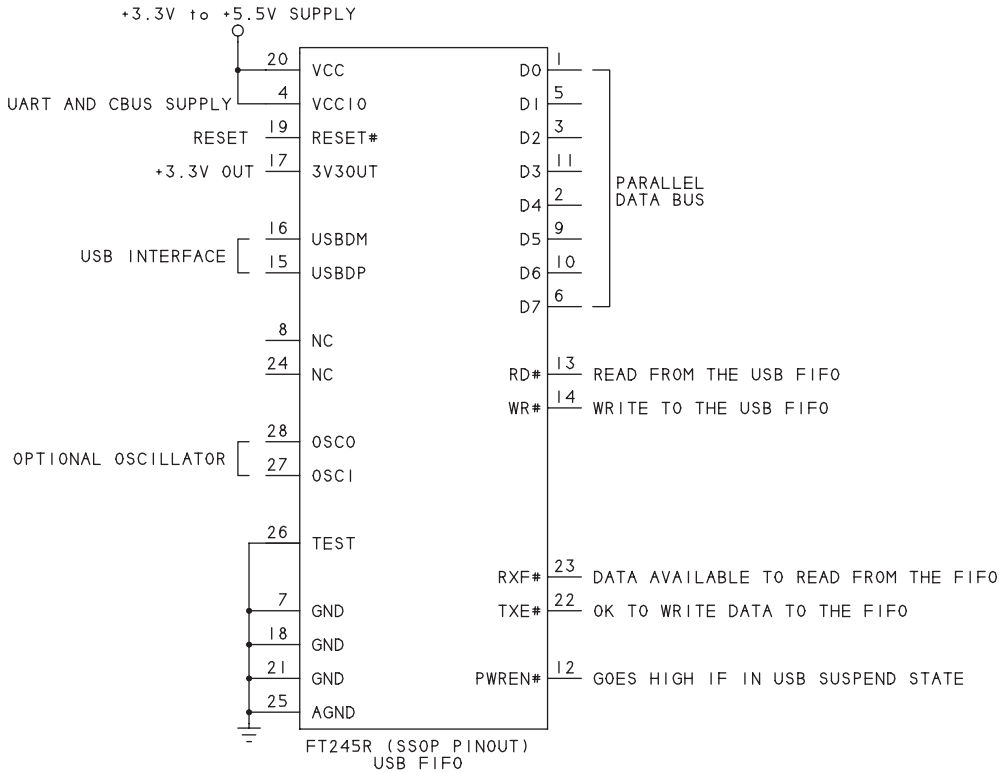 +3.3V to +5.5V SUPPLY
20 VCC D0 1
UART AND CBUS SUPPLY 4 VCCIO D1 5
RESET 19 RESET# D2 3
+3.3V OUT 17 3V3OUT D3 11
PARALLEL
DATA BUS
D4 2
16 USBDM D5 9
USB INTERFACE
15 USBDP D6 10
D7 6
8 NC
24 NC RD# 13 READ FROM THE USB FIFO
WR# 14 WRITE TO THE USB FIFO
28 OSCO
OPTIONAL OSCILLATOR
27 OSCI
26 TEST
RXF# 23 DATA AVAILABLE TO READ FROM THE FIFO
7 GND TXE# 22 OK TO WRITE DATA TO THE FIFO
18 GND
21 GND PWREN# 12 GOES HIGH IF IN USB SUSPEND STATE
25 AGND
FT245R (SSOP PINOUT)
USB FIFO